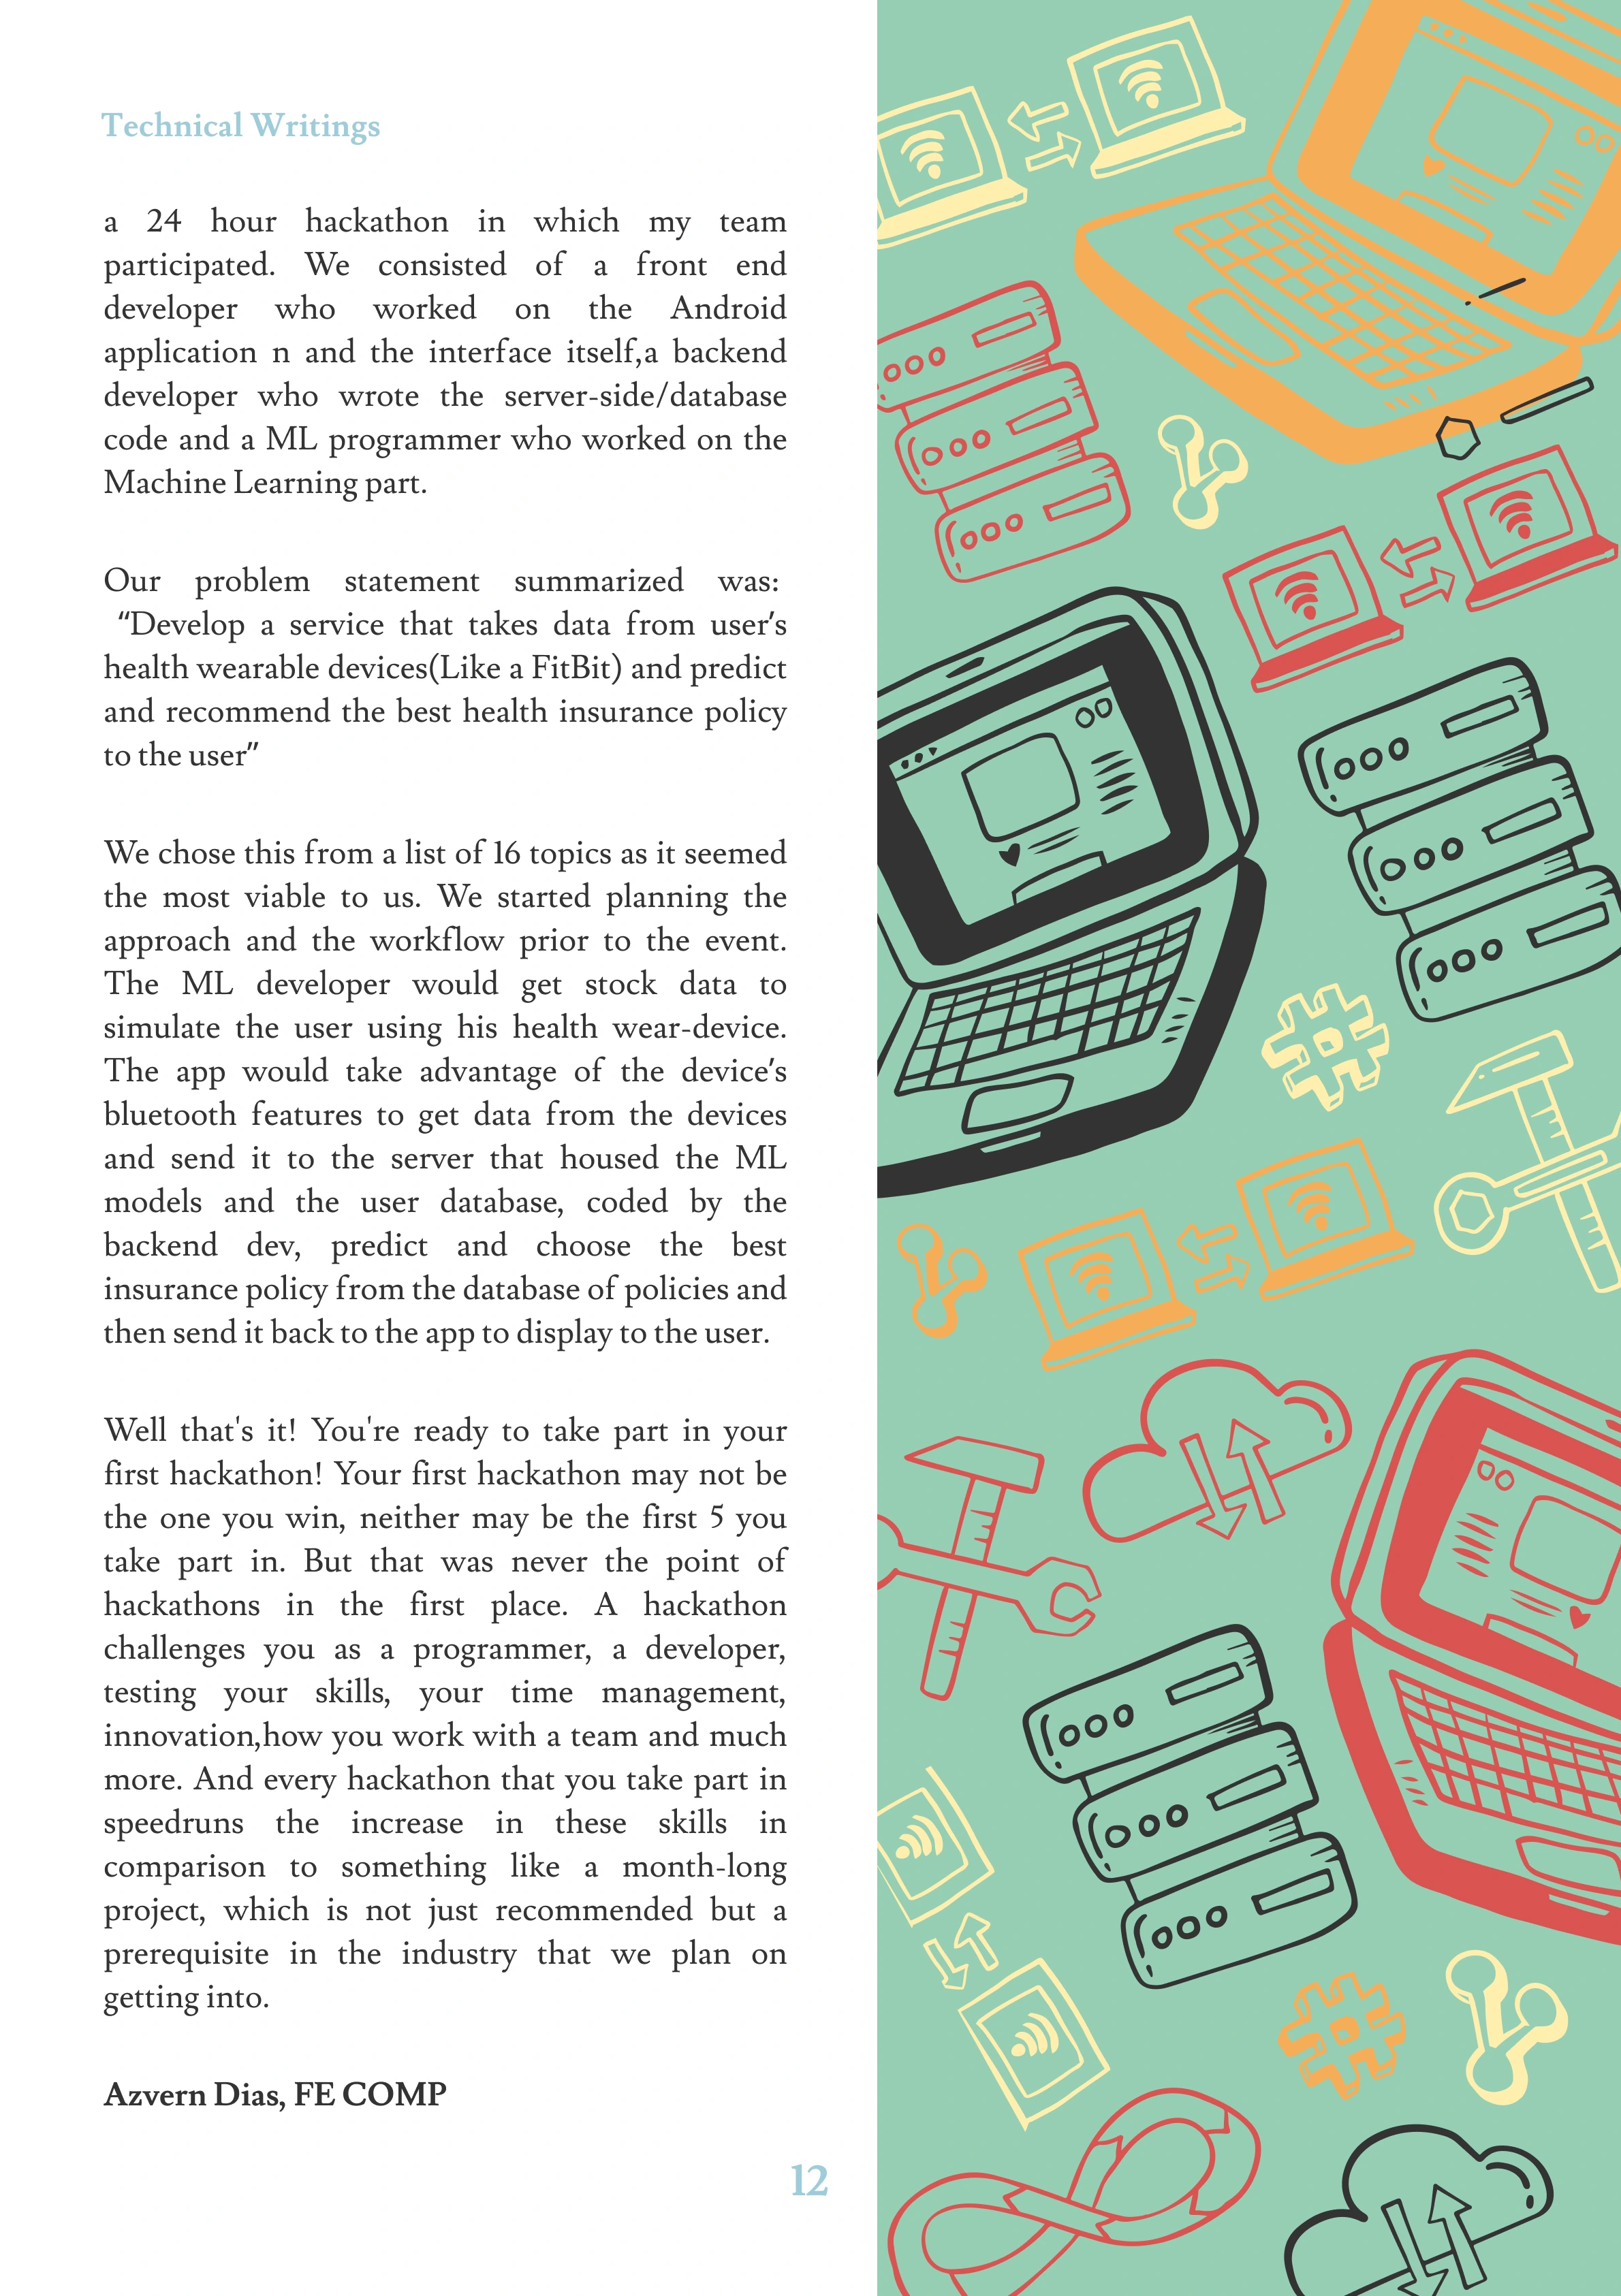 Technical Writings
a 24 hour hackathon in which my team
participated. We consisted of a front end
developer who worked on the Android
application n and the interface itself,a backend
developer who wrote the server-side/database
code and a ML programmer who worked on the
Machine Learning part.
Our problem statement summarized was:
“Develop a service that takes data from user's
health wearable devices(Like a FitBit) and predict
and recommend the best health insurance policy
to the user”
We chose this from a list of 16 topics as it seemed
the most viable to us. We started planning the
approach and the workflow prior to the event.
The ML developer would get stock data to
simulate the user using his health wear-device.
The app would take advantage of the device's
bluetooth features to get data from the devices
and send it to the server that housed the ML
models and the user database, coded by the
backend dev, predict and choose the best
insurance policy from the database of policies and
then send it back to the app to display to the user.
Well that's it! You're ready to take part in your
first hackathon! Your first hackathon may not be
the one you win, neither may be the first 5 you
take part in. But that was never the point of
hackathons in the first place. A hackathon
challenges you as a programmer, a developer,
testing your skills, your time management,
innovation,how you work with a team and much
more. And every hackathon that you take part in
speedruns the increase in these skills in
comparison to something like a month-long
project, which is not just recommended but a
prerequisite in the industry that we plan on
getting into.
Azvern Dias, FE COMP
12